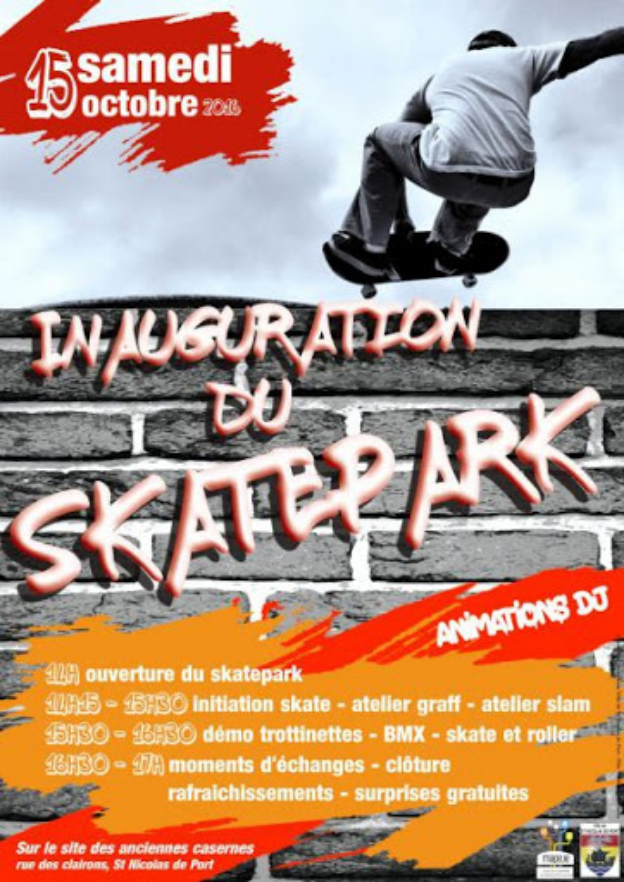 15 samedi
octobre 2016
INAUGURATION
DU
SKATEPARK
ANIMATIONS DJ
14H ouverture du skatepark
14H15 - 15H30 initiation skate - atelier graff - atelier slam
15H30 - 16H30 démo trottinettes - BMX - skate et roller
16H30 - 17H moments d'échanges - clôture
rafraichissements - surprises gratuites
Sur le site des anciennes casernes
rue des clairons, St Nicolas de Port